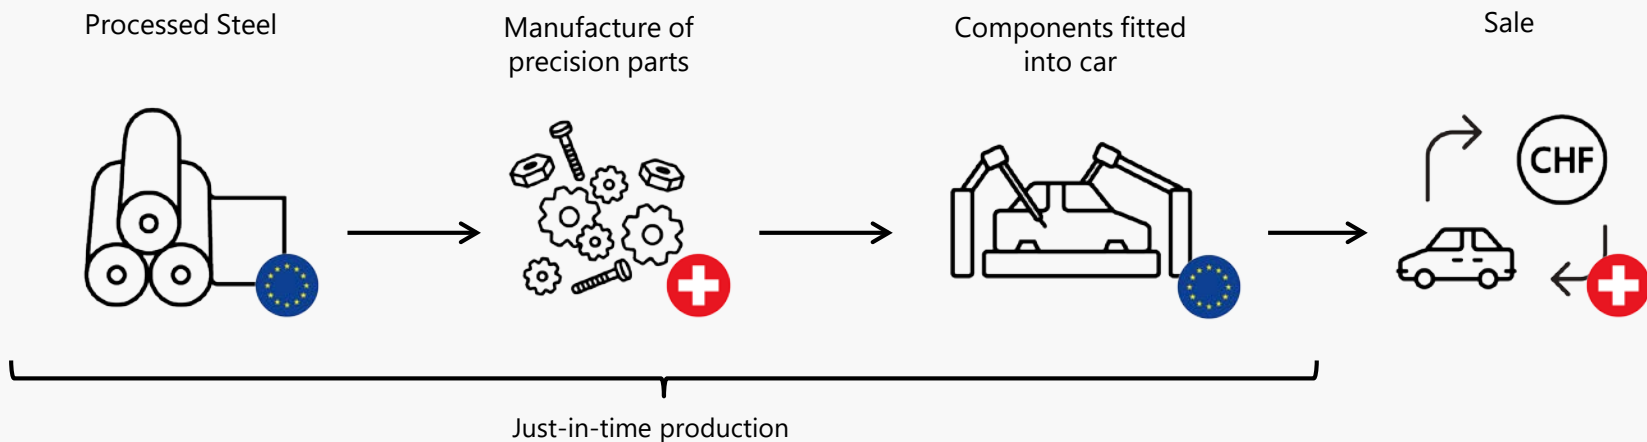 Processed Steel
Manufacture of
precision parts
Components fitted
into car
Sale
CHF
Just-in-time production